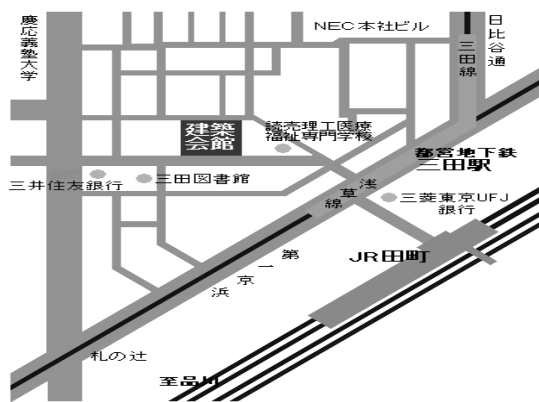 慶応義塾大学
NEC本社ビル
日比谷通
三田線
建築
会館
読売理工医療
福祉専門学校
都営地下鉄
三田駅
三井住友銀行
三田図書館
浅草線
三菱東京UFJ
銀行
JR田町
第一京浜
札の辻
至品川